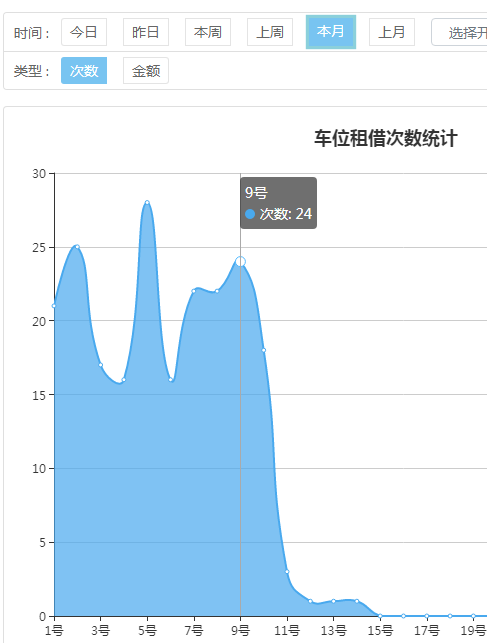 时间： 今日 昨日 本周 上周 本月 上月 选择开
类型： 次数 金额
车位租借次数统计
30
9号
次数: 24
25
20
15
10
5
0
1号 3号 5号 7号 9号 11号 13号 15号 17号 19号